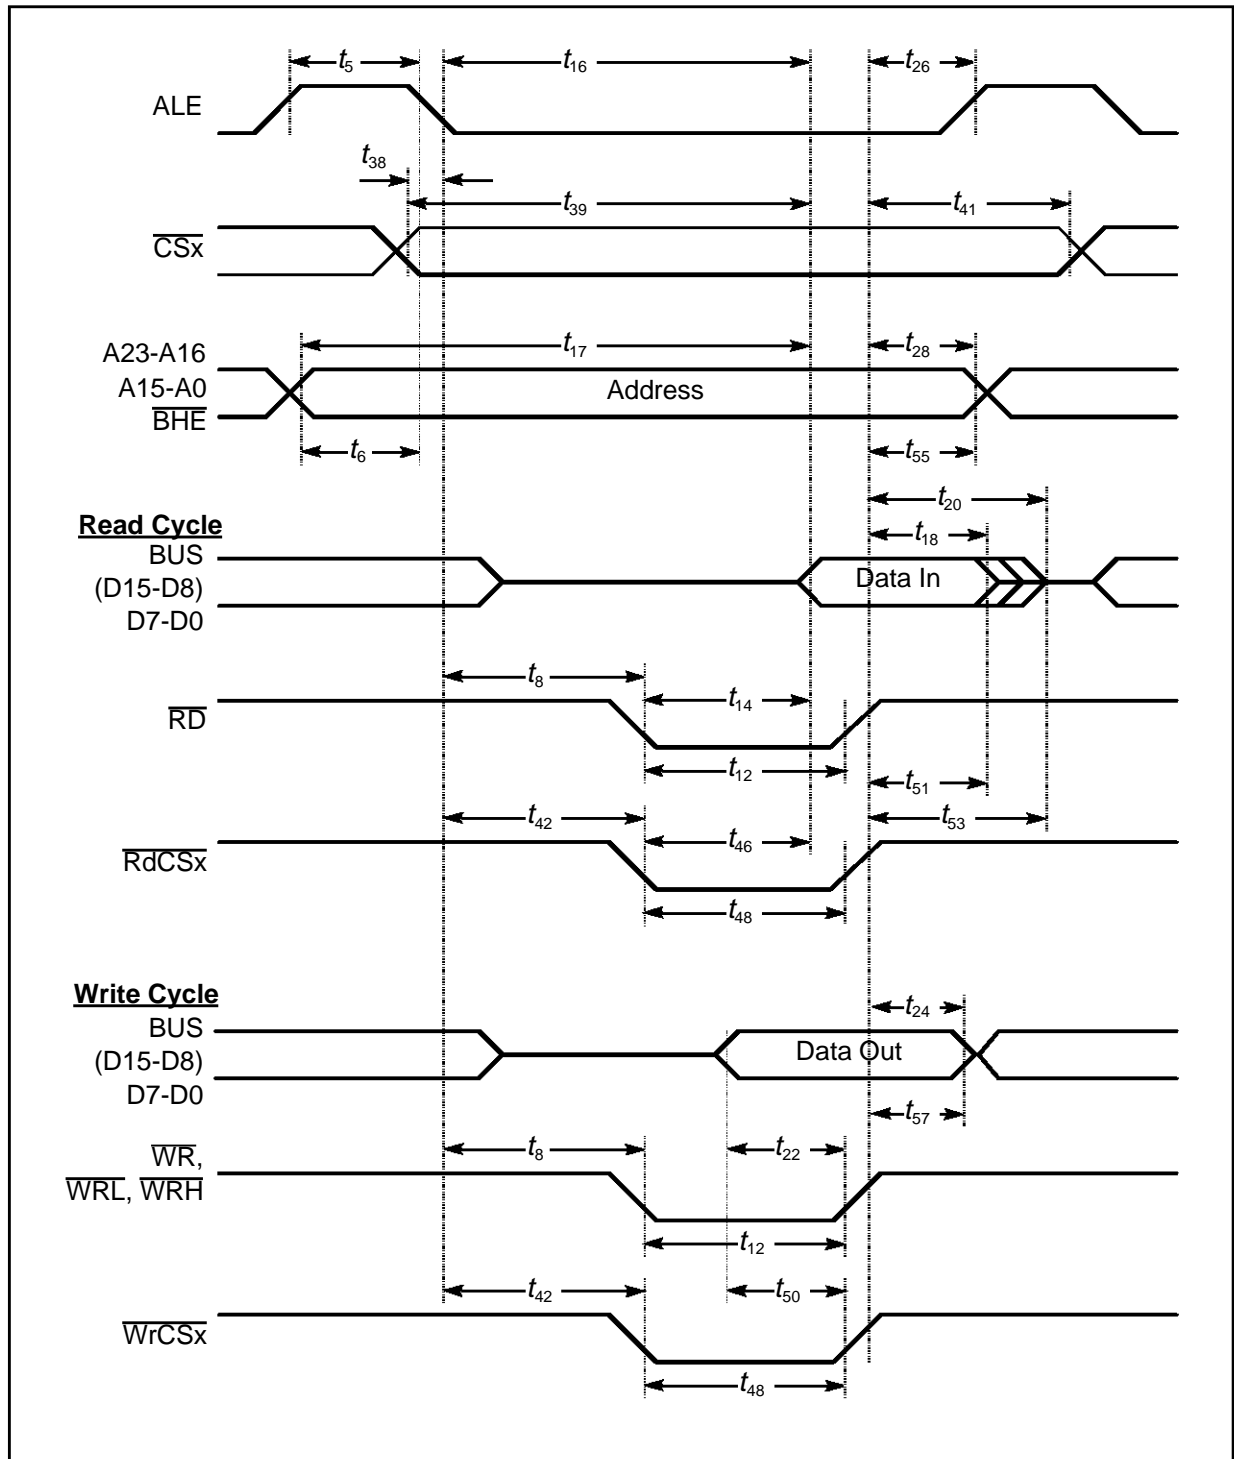 t5 t16 t26
ALE
t38
t39 t41
CSx
t17 t28
A23-A16
A15-A0 Address
BHE
t6 t55
t20
Read Cycle
t18
BUS
(D15-D8) Data In
D7-D0
t8 t14
RD
t12 t51
t42 t46 t53
RdCSx
t48
Write Cycle
t24
BUS
(D15-D8) Data Out
D7-D0
t57
t8 t22
WR,
WRL, WRH
t12
t42 t50
WrCSx
t48